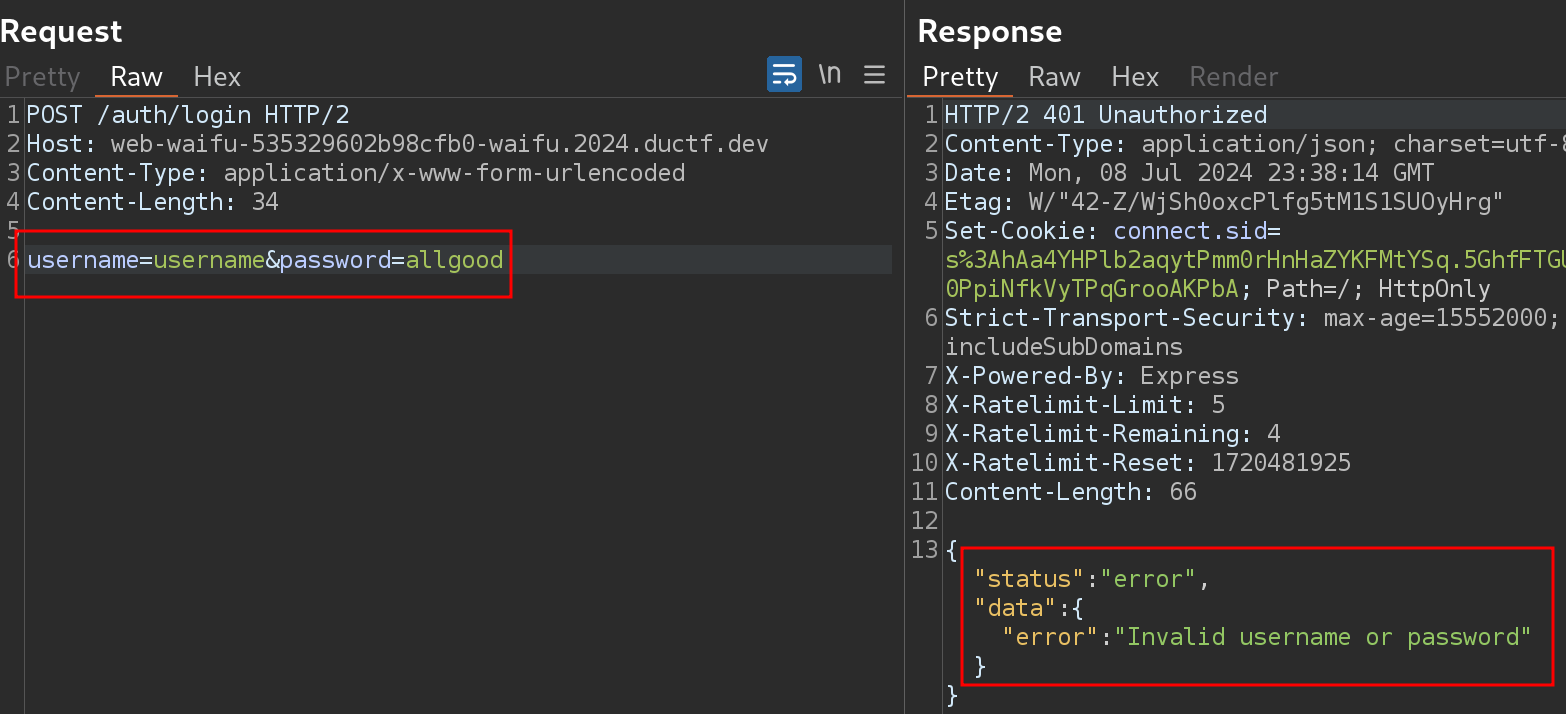 Request
Pretty Raw Hex
\n
1 POST /auth/login HTTP/2
2 Host: web-waifu-535329602b98cfb0-waifu.2024.ductf.dev
3 Content-Type: application/x-www-form-urlencoded
4 Content-Length: 34
5
6 username=username&password=allgood
Response
Pretty Raw Hex Render
1 HTTP/2 401 Unauthorized
2 Content-Type: application/json; charset=utf-8
3 Date: Mon, 08 Jul 2024 23:38:14 GMT
4 Etag: W/"42-Z/WjSh0oxcPlfg5tM1S1SUOyHrg"
5 Set-Cookie: connect.sid=
s%3AhAa4YHPlb2aqytPmm0rHnHaZYKFMtYSq.5GhfFTGU
0PpiNfkVyTPqGrooAKPbA; Path=/; HttpOnly
6 Strict-Transport-Security: max-age=15552000;
includeSubDomains
7 X-Powered-By: Express
8 X-Ratelimit-Limit: 5
9 X-Ratelimit-Remaining: 4
10 X-Ratelimit-Reset: 1720481925
11 Content-Length: 66
12
13 {
"status":"error",
"data":{
"error":"Invalid username or password"
}
}